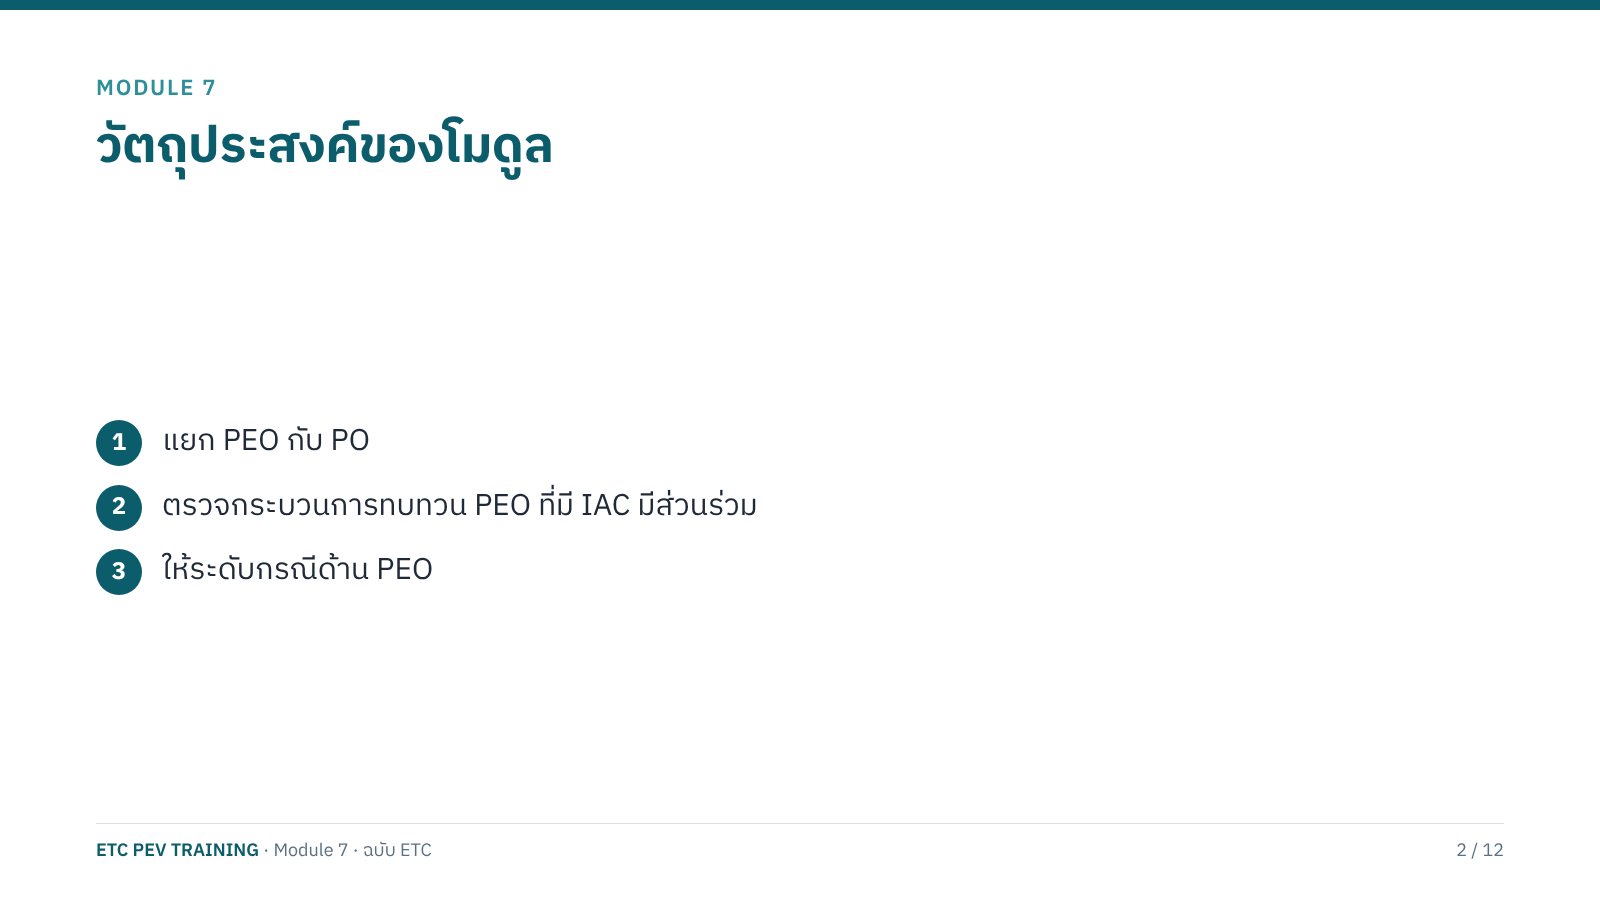 MODULE 7
วัตถุประสงค์ของโมดูล
1 แยก PEO กับ PO
2 ตรวจกระบวนการทบทวน PEO ที่มี IAC มีส่วนร่วม
3 ให้ระดับกรณีด้าน PEO
ETC PEV TRAINING · Module 7 · ฉบับ ETC
2 / 12